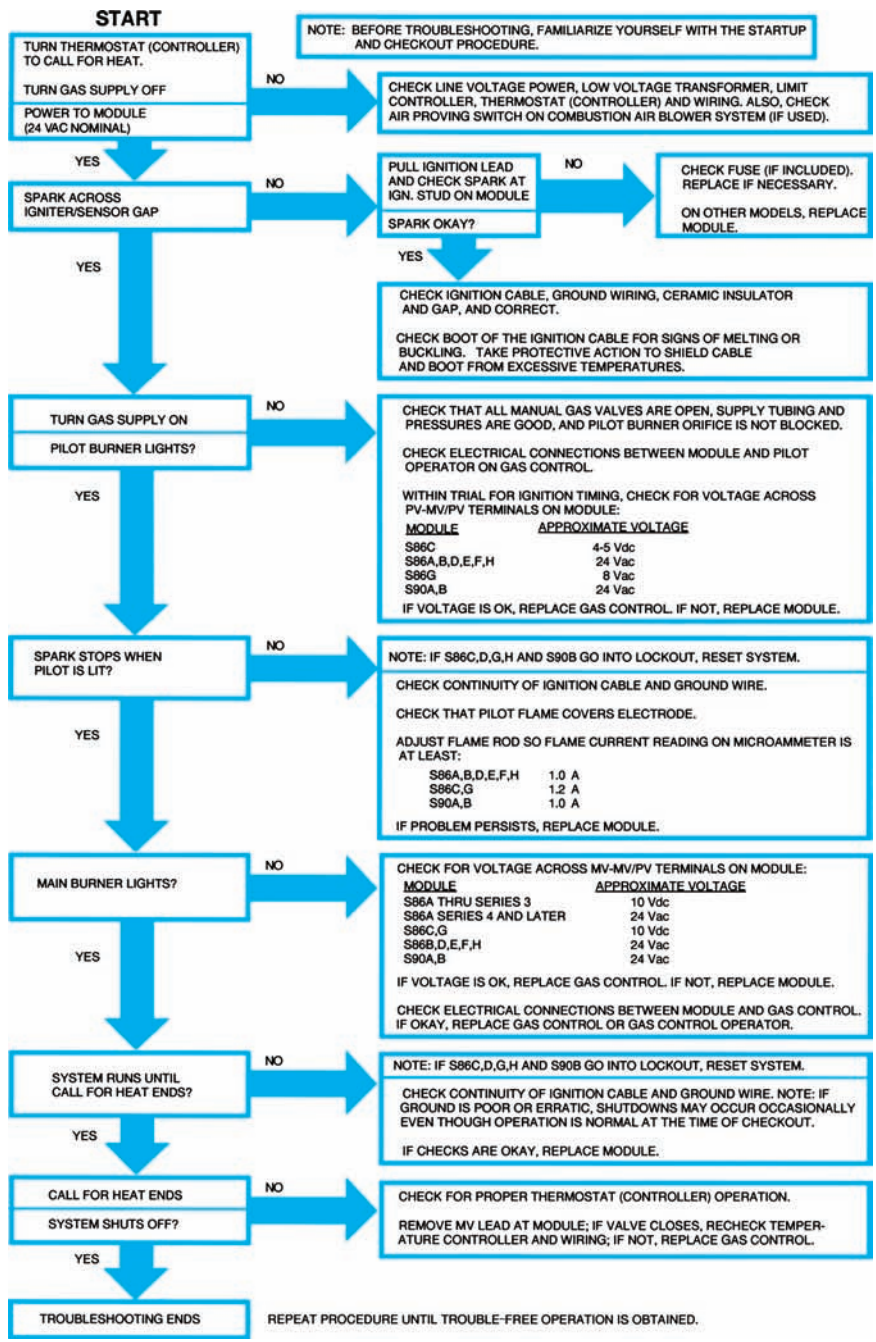 START
NOTE: BEFORE TROUBLESHOOTING, FAMILIARIZE YOURSELF WITH THE STARTUP
AND CHECKOUT PROCEDURE.
TURN THERMOSTAT (CONTROLLER)
TO CALL FOR HEAT.
TURN GAS SUPPLY OFF
POWER TO MODULE
(24 VAC NOMINAL)
NO
CHECK LINE VOLTAGE POWER, LOW VOLTAGE TRANSFORMER, LIMIT
CONTROLLER, THERMOSTAT (CONTROLLER) AND WIRING. ALSO, CHECK
AIR PROVING SWITCH ON COMBUSTION AIR BLOWER SYSTEM (IF USED).
YES
SPARK ACROSS
IGNITER/SENSOR GAP
NO
PULL IGNITION LEAD
AND CHECK SPARK AT
IGN. STUD ON MODULE
SPARK OKAY?
NO
CHECK FUSE (IF INCLUDED).
REPLACE IF NECESSARY.
ON OTHER MODELS, REPLACE
MODULE.
YES
CHECK IGNITION CABLE, GROUND WIRING, CERAMIC INSULATOR
AND GAP, AND CORRECT.
CHECK BOOT OF THE IGNITION CABLE FOR SIGNS OF MELTING OR
BUCKLING. TAKE PROTECTIVE ACTION TO SHIELD CABLE
AND BOOT FROM EXCESSIVE TEMPERATURES.
YES
TURN GAS SUPPLY ON
PILOT BURNER LIGHTS?
NO
CHECK THAT ALL MANUAL GAS VALVES ARE OPEN, SUPPLY TUBING AND
PRESSURES ARE GOOD, AND PILOT BURNER ORIFICE IS NOT BLOCKED.
CHECK ELECTRICAL CONNECTIONS BETWEEN MODULE AND PILOT
OPERATOR ON GAS CONTROL.
WITHIN TRIAL FOR IGNITION TIMING, CHECK FOR VOLTAGE ACROSS
PV-MV/PV TERMINALS ON MODULE:
MODULE APPROXIMATE VOLTAGE
S86C 4-5 Vdc
S86A,B,D,E,F,H 24 Vac
S86G 8 Vac
S90A,B 24 Vac
IF VOLTAGE IS OK, REPLACE GAS CONTROL. IF NOT, REPLACE MODULE.
YES
SPARK STOPS WHEN
PILOT IS LIT?
NO
NOTE: IF S86C,D,G,H AND S90B GO INTO LOCKOUT, RESET SYSTEM.
CHECK CONTINUITY OF IGNITION CABLE AND GROUND WIRE.
CHECK THAT PILOT FLAME COVERS ELECTRODE.
ADJUST FLAME ROD SO FLAME CURRENT READING ON MICROAMMETER IS
AT LEAST:
S86A,B,D,E,F,H 1.0 A
S86C,G 1.2 A
S90A,B 1.0 A
IF PROBLEM PERSISTS, REPLACE MODULE.
YES
MAIN BURNER LIGHTS?
NO
CHECK FOR VOLTAGE ACROSS MV-MV/PV TERMINALS ON MODULE:
MODULE APPROXIMATE VOLTAGE
S86A THRU SERIES 3 10 Vdc
S86A SERIES 4 AND LATER 24 Vac
S86C,G 10 Vdc
S86B,D,E,F,H 24 Vac
S90A,B 24 Vac
IF VOLTAGE IS OK, REPLACE GAS CONTROL. IF NOT, REPLACE MODULE.
CHECK ELECTRICAL CONNECTIONS BETWEEN MODULE AND GAS CONTROL.
IF OKAY, REPLACE GAS CONTROL OR GAS CONTROL OPERATOR.
YES
SYSTEM RUNS UNTIL
CALL FOR HEAT ENDS?
NO
NOTE: IF S86C,D,G,H AND S90B GO INTO LOCKOUT, RESET SYSTEM.
CHECK CONTINUITY OF IGNITION CABLE AND GROUND WIRE. NOTE: IF
GROUND IS POOR OR ERRATIC, SHUTDOWNS MAY OCCUR OCCASIONALLY
EVEN THOUGH OPERATION IS NORMAL AT THE TIME OF CHECKOUT.
IF CHECKS ARE OKAY, REPLACE MODULE.
YES
CALL FOR HEAT ENDS
SYSTEM SHUTS OFF?
NO
CHECK FOR PROPER THERMOSTAT (CONTROLLER) OPERATION.
REMOVE MV LEAD AT MODULE; IF VALVE CLOSES, RECHECK TEMPER-
ATURE CONTROLLER AND WIRING; IF NOT, REPLACE GAS CONTROL.
YES
TROUBLESHOOTING ENDS
REPEAT PROCEDURE UNTIL TROUBLE-FREE OPERATION IS OBTAINED.